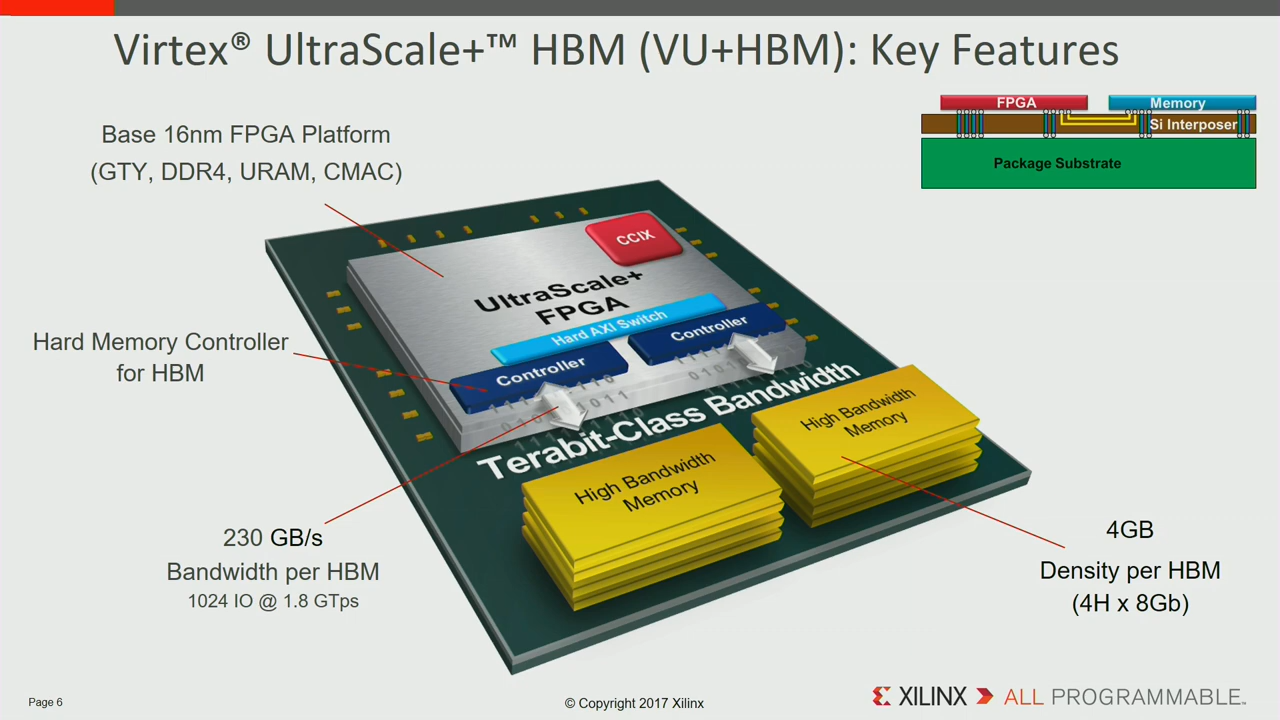 Virtex® UltraScale+™ HBM (VU+HBM): Key Features
FPGA
Memory
Si Interposer
Package Substrate
Base 16nm FPGA Platform
(GTY, DDR4, URAM, CMAC)
CCIX
UltraScale+
FPGA
Hard AXI Switch
Controller
Controller
Hard Memory Controller
for HBM
Terabit-Class Bandwidth
High Bandwidth
Memory
High Bandwidth
Memory
230 GB/s
Bandwidth per HBM
1024 IO @ 1.8 GTps
4GB
Density per HBM
(4H x 8Gb)
Page 6
© Copyright 2017 Xilinx
XILINX
ALL PROGRAMMABLE™